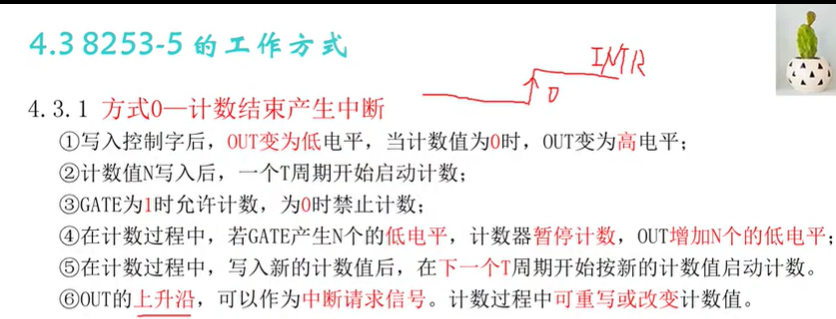 4.3 8253-5 的工作方式
INTR
0
4.3.1 方式0—计数结束产生中断
①写入控制字后，OUT变为低电平，当计数值为0时，OUT变为高电平；
②计数值N写入后，一个T周期开始启动计数；
③GATE为1时允许计数，为0时禁止计数；
④在计数过程中，若GATE产生N个的低电平，计数器暂停计数，OUT增加N个的低电平；
⑤在计数过程中，写入新的计数值后，在下一个T周期开始按新的计数值启动计数。
⑥OUT的上升沿，可以作为中断请求信号。计数过程中可重写或改变计数值。